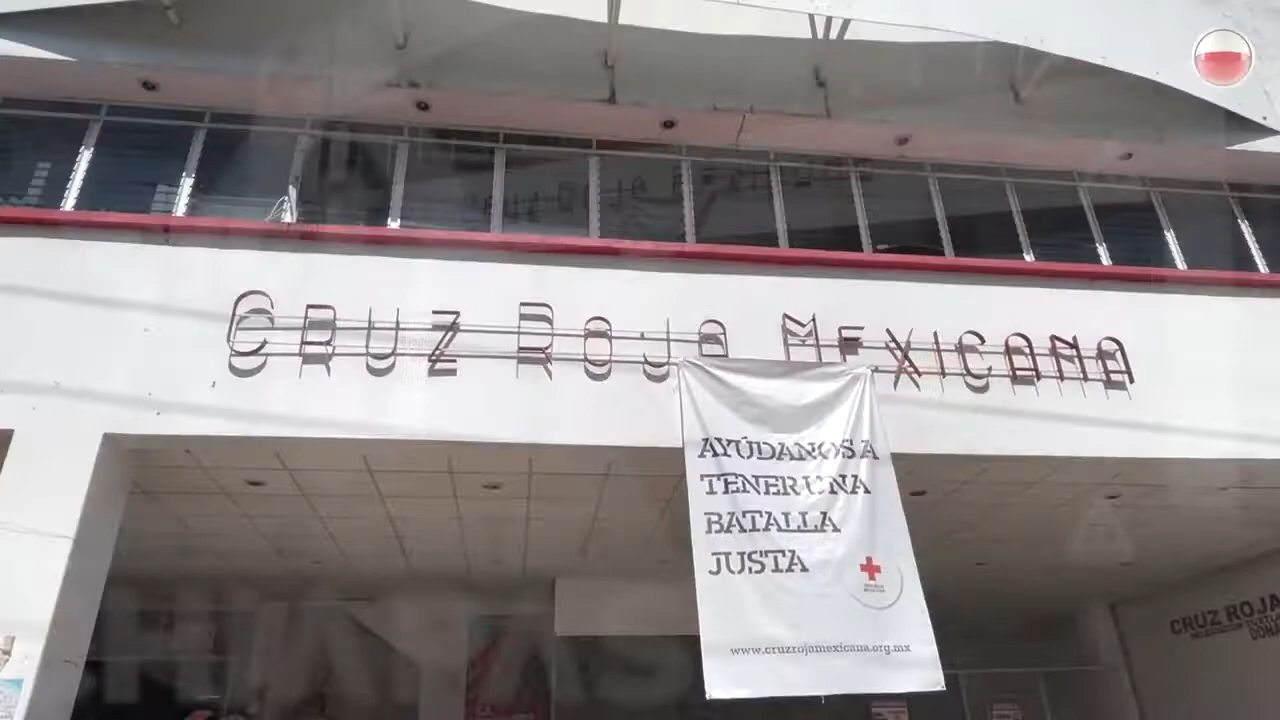 CRUZ ROJA MEXICANA
AYÚDANOS A
TENER UNA
BATALLA
JUSTA
www.cruzrojamexicana.org.mx
CRUZ ROJA